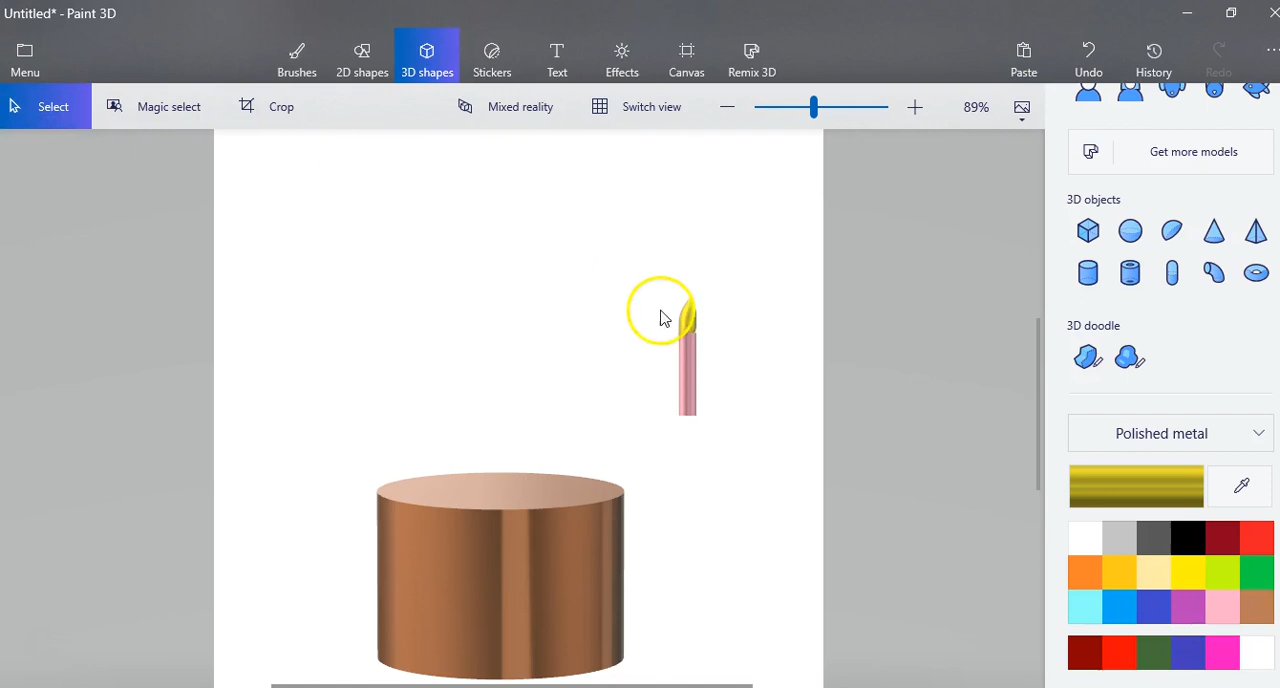 Untitled* - Paint 3D
Menu
Brushes
2D shapes
3D shapes
Stickers
Text
Effects
Canvas
Remix 3D
Paste
Undo
History
Redo
Select
Magic select
Crop
Mixed reality
Switch view
89%
Get more models
3D objects
3D doodle
Polished metal